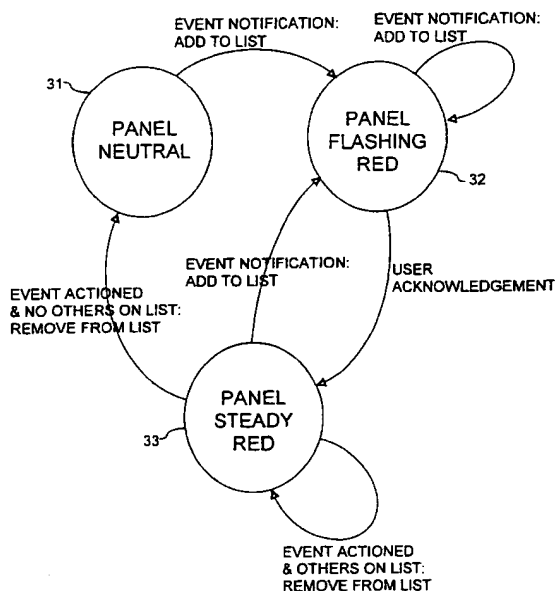 EVENT NOTIFICATION:
ADD TO LIST
EVENT NOTIFICATION:
ADD TO LIST
31
PANEL
NEUTRAL
PANEL
FLASHING
RED
32
EVENT NOTIFICATION:
ADD TO LIST
USER
ACKNOWLEDGEMENT
EVENT ACTIONED
& NO OTHERS ON LIST:
REMOVE FROM LIST
PANEL
STEADY
RED
33
EVENT ACTIONED
& OTHERS ON LIST:
REMOVE FROM LIST